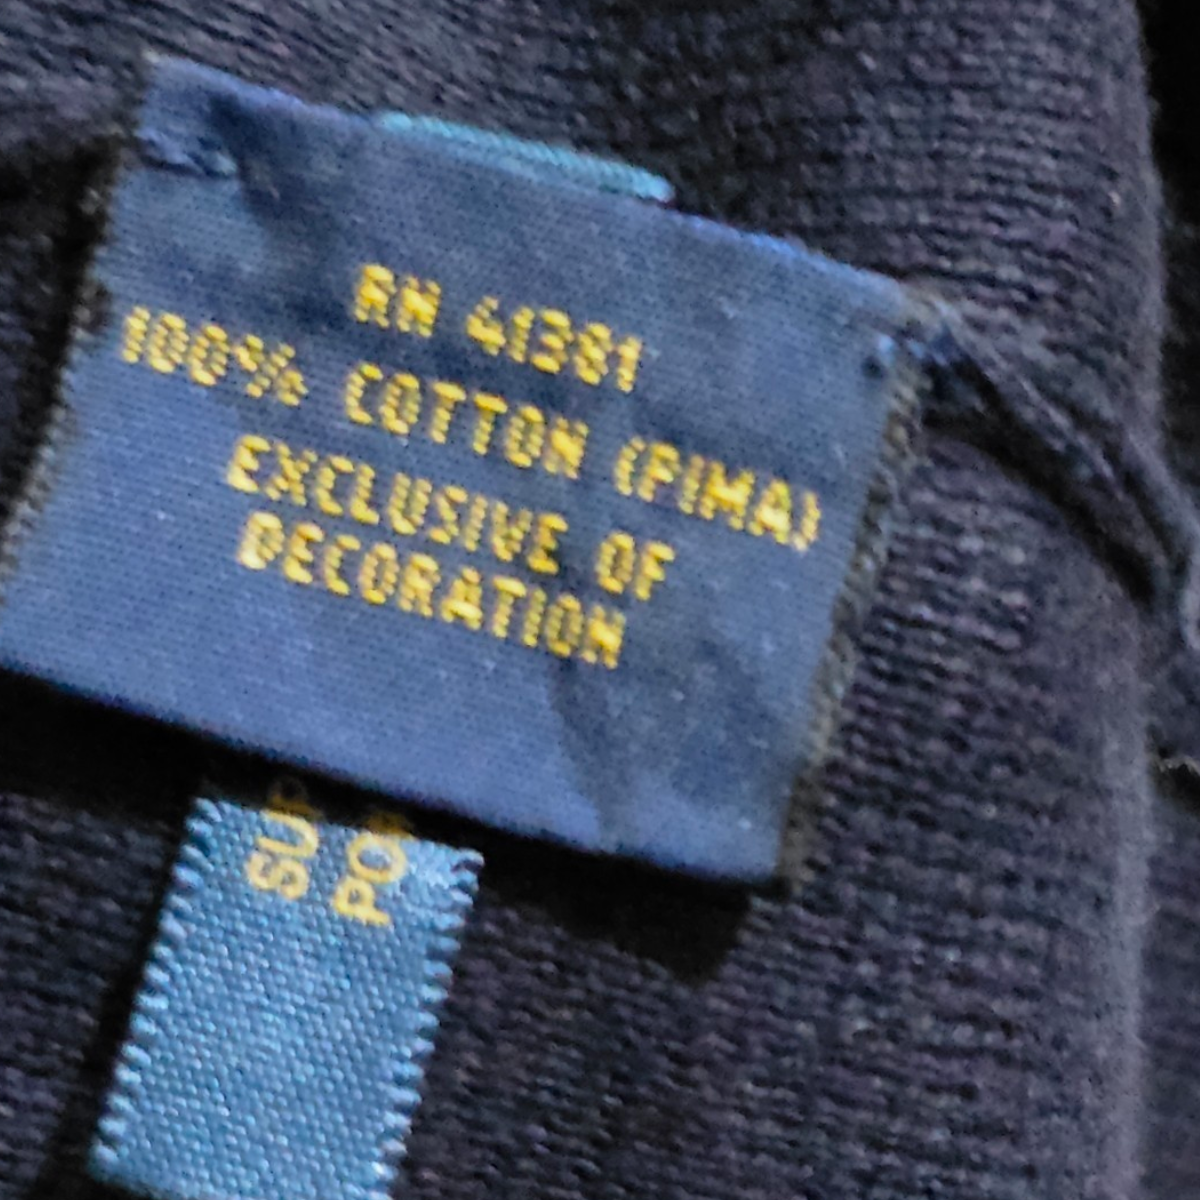 RN 41381
100% COTTON (PIMA)
EXCLUSIVE OF
DECORATION